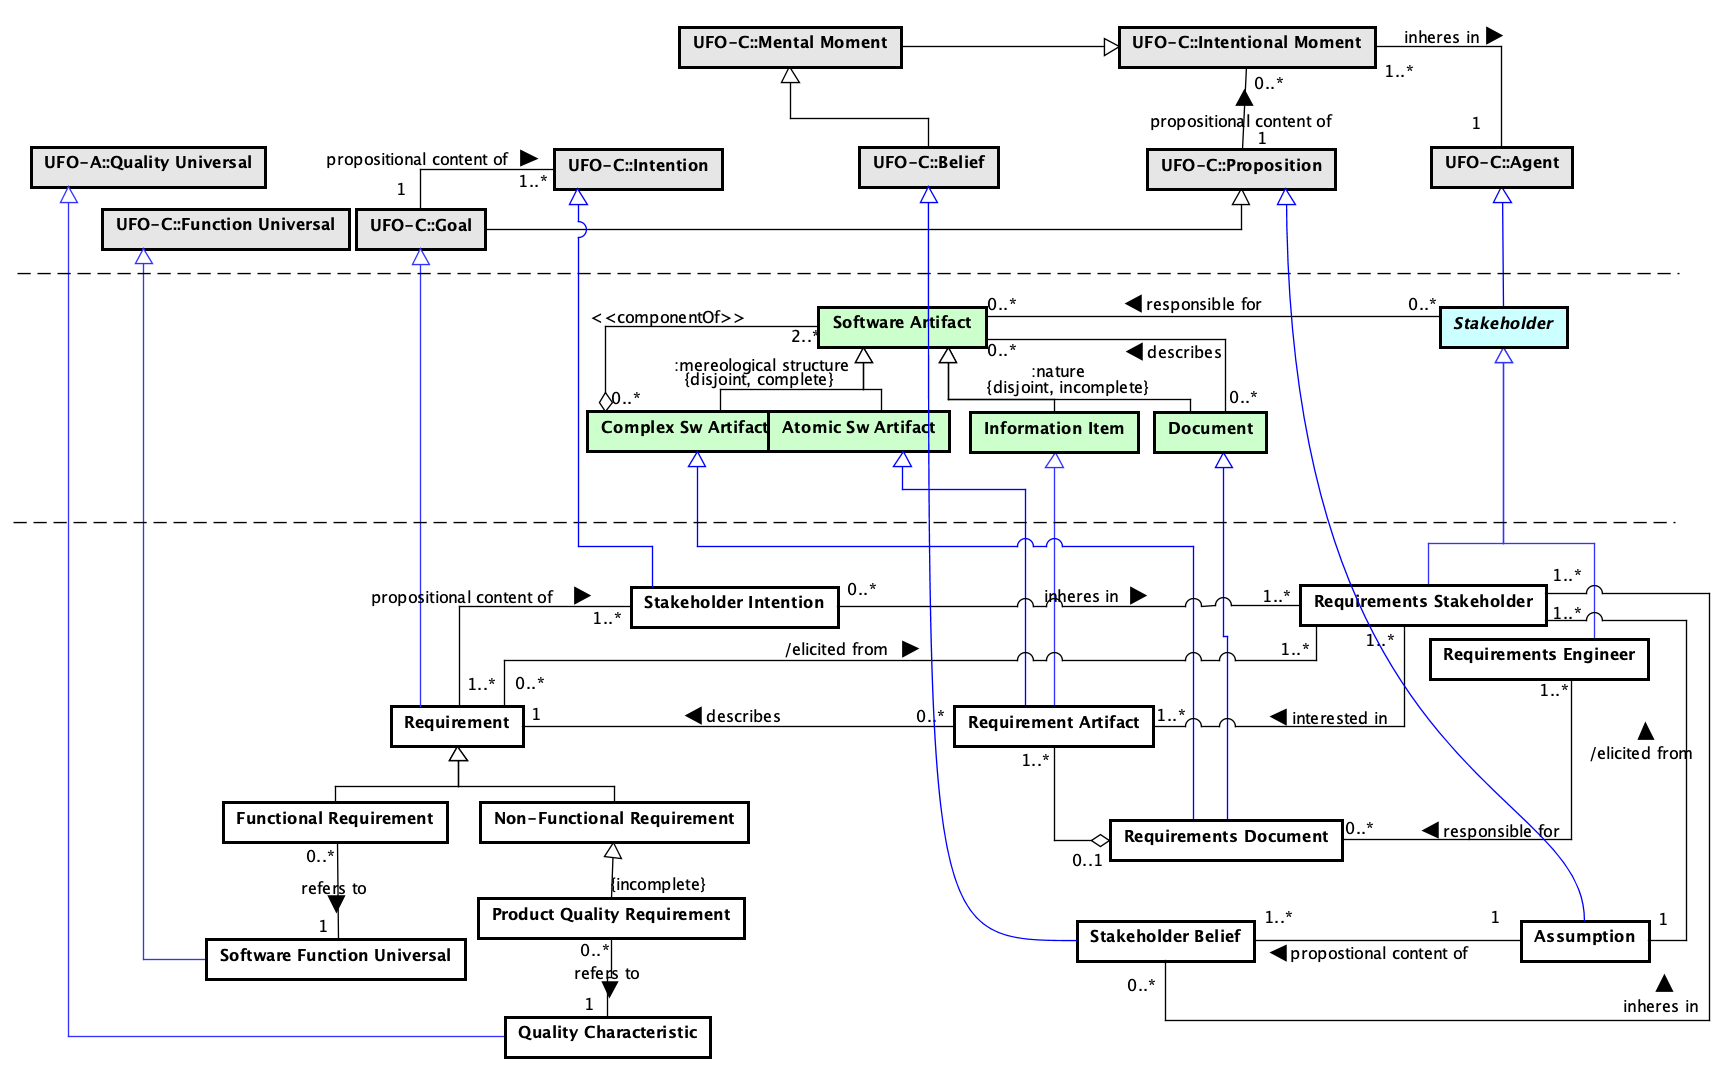 UFO-C::Mental Moment
UFO-C::Intentional Moment
inheres in
1..*
0..*
propositional content of
1
1
UFO-A::Quality Universal
propositional content of
1
1..*
UFO-C::Intention
UFO-C::Belief
UFO-C::Proposition
UFO-C::Agent
UFO-C::Function Universal
UFO-C::Goal
<<componentOf>>
2..*
0..*
Software Artifact
0..*
responsible for
0..*
Stakeholder
0..*
describes
0..*
:mereological structure
{disjoint, complete}
:nature
{disjoint, incomplete}
Complex Sw Artifact
Atomic Sw Artifact
Information Item
Document
propositional content of
1..*
1..*
Stakeholder Intention
0..*
inheres in
1..*
Requirements Stakeholder
1..*
1..*
/elicited from
0..*
1..*
1..*
Requirements Engineer
1..*
Requirement
1
describes
0..*
Requirement Artifact
1..*
interested in
/elicited from
1..*
0..1
Functional Requirement
Non-Functional Requirement
Requirements Document
0..*
responsible for
0..*
refers to
1
{incomplete}
Product Quality Requirement
Software Function Universal
0..*
refers to
1
Quality Characteristic
Stakeholder Belief
1..*
1
propostional content of
Assumption
1
0..*
inheres in